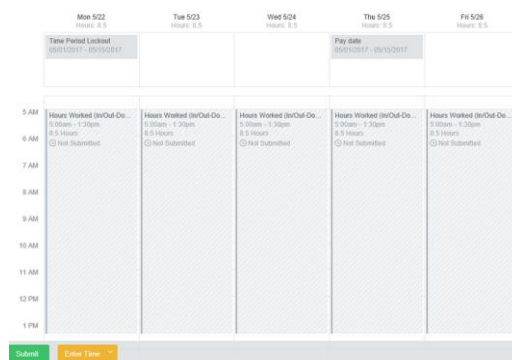 Mon 5/22
Hours: 8.5
Tue 5/23
Hours: 8.5
Wed 5/24
Hours: 8.5
Thu 5/25
Hours: 8.5
Fri 5/26
Hours: 8.5
Time Period Lockout
05/01/2017 - 05/15/2017
Pay date
05/01/2017 - 05/15/2017
5 AM
Hours Worked (In/Out-Do...
5:00am - 1:30pm
8.5 Hours
Not Submitted
Hours Worked (In/Out-Do...
5:00am - 1:30pm
8.5 Hours
Not Submitted
Hours Worked (In/Out-Do...
5:00am - 1:30pm
8.5 Hours
Not Submitted
Hours Worked (In/Out-Do...
5:00am - 1:30pm
8.5 Hours
Not Submitted
Hours Worked (In/Out-Do...
5:00am - 1:30pm
8.5 Hours
Not Submitted
6 AM
7 AM
8 AM
9 AM
10 AM
11 AM
12 PM
1 PM
Submit
Enter Time